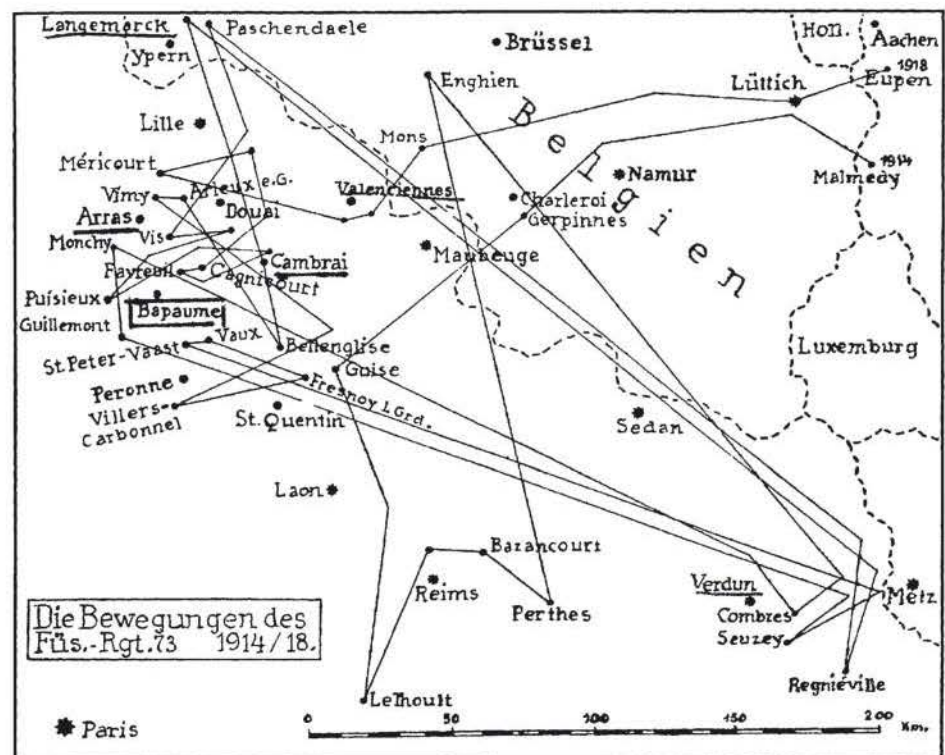 Langemarck
Paschendaele
Ypern
Brüssel
Hon.
Aachen
Enghien
1918
Eupen
Lüttich
Belgien
Lille
Mons
Méricourt
1914
Malmedy
Namur
Vimy
Arieux e.G.
Valenciennes
Douai
Charleroi
Gerpinnes
Arras
Monchy
Vis
Maubeuge
Favreuil
Cagnicourt
Cambrai
Puisieux
Guillemont
Bapaume
Vaux
St.Peter-Vaast
Bellenglise
Luxemburg
Guise
Peronne
Fresnoy l.Grd.
Villers-
Carbonnel
St.Quentin
Sedan
Laon
Bazancourt
Reims
Perthes
Verdun
Combres
Metz
Seuzey
Die Bewegungen des
Füs.-Rgt.73 1914/18.
Regniéville
LeThoult
Paris
0 50 100 150 200 Km.